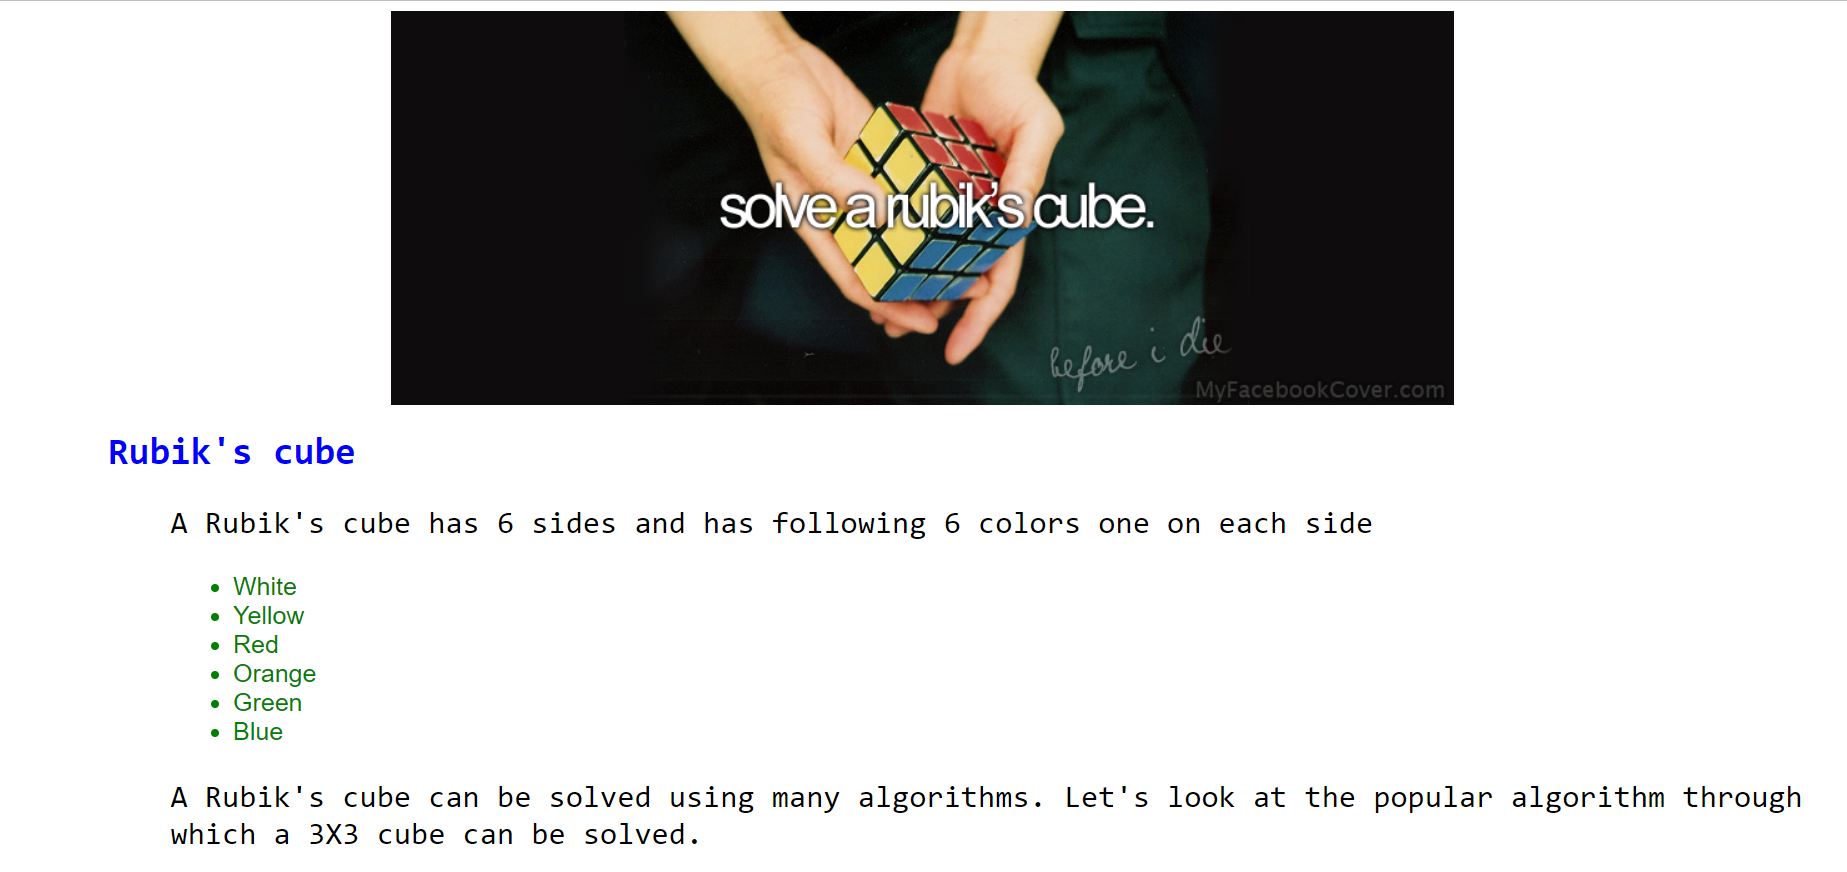 solve a rubik's cube.
before i die
MyFacebookCover.com
Rubik's cube
A Rubik's cube has 6 sides and has following 6 colors one on each side
White
Yellow
Red
Orange
Green
Blue
A Rubik's cube can be solved using many algorithms. Let's look at the popular algorithm through
which a 3X3 cube can be solved.